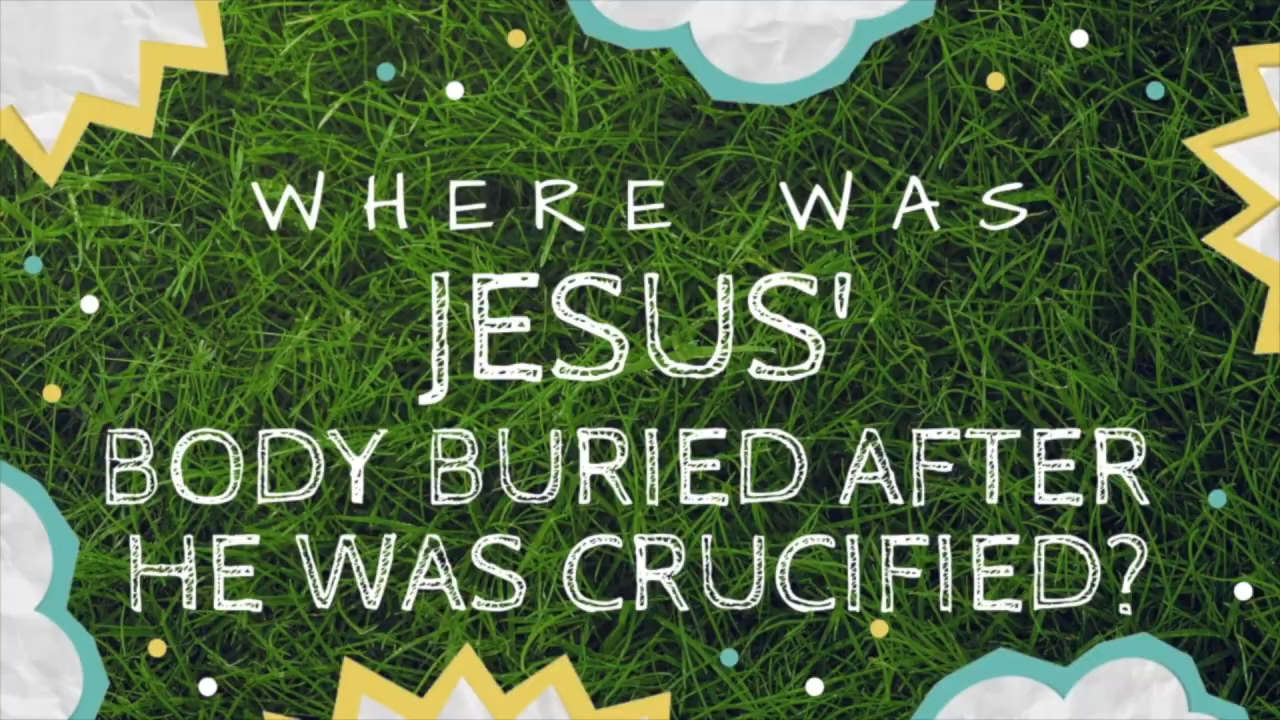 WHERE WAS
JESUS'
BODY BURIED AFTER
HE WAS CRUCIFIED?